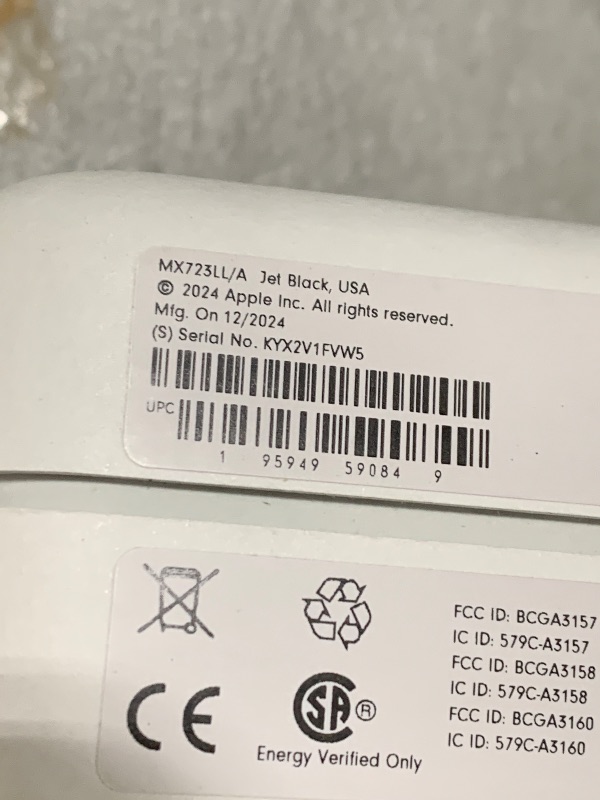 MX723LL/A Jet Black, USA
© 2024 Apple Inc. All rights reserved.
Mfg. On 12/2024
(S) Serial No. KYX2V1FVW5
UPC
1 95949 59084 9
FCC ID: BCGA3157
IC ID: 579C-A3157
FCC ID: BCGA3158
IC ID: 579C-A3158
FCC ID: BCGA3160
IC ID: 579C-A3160
CE
SA®
Energy Verified Only